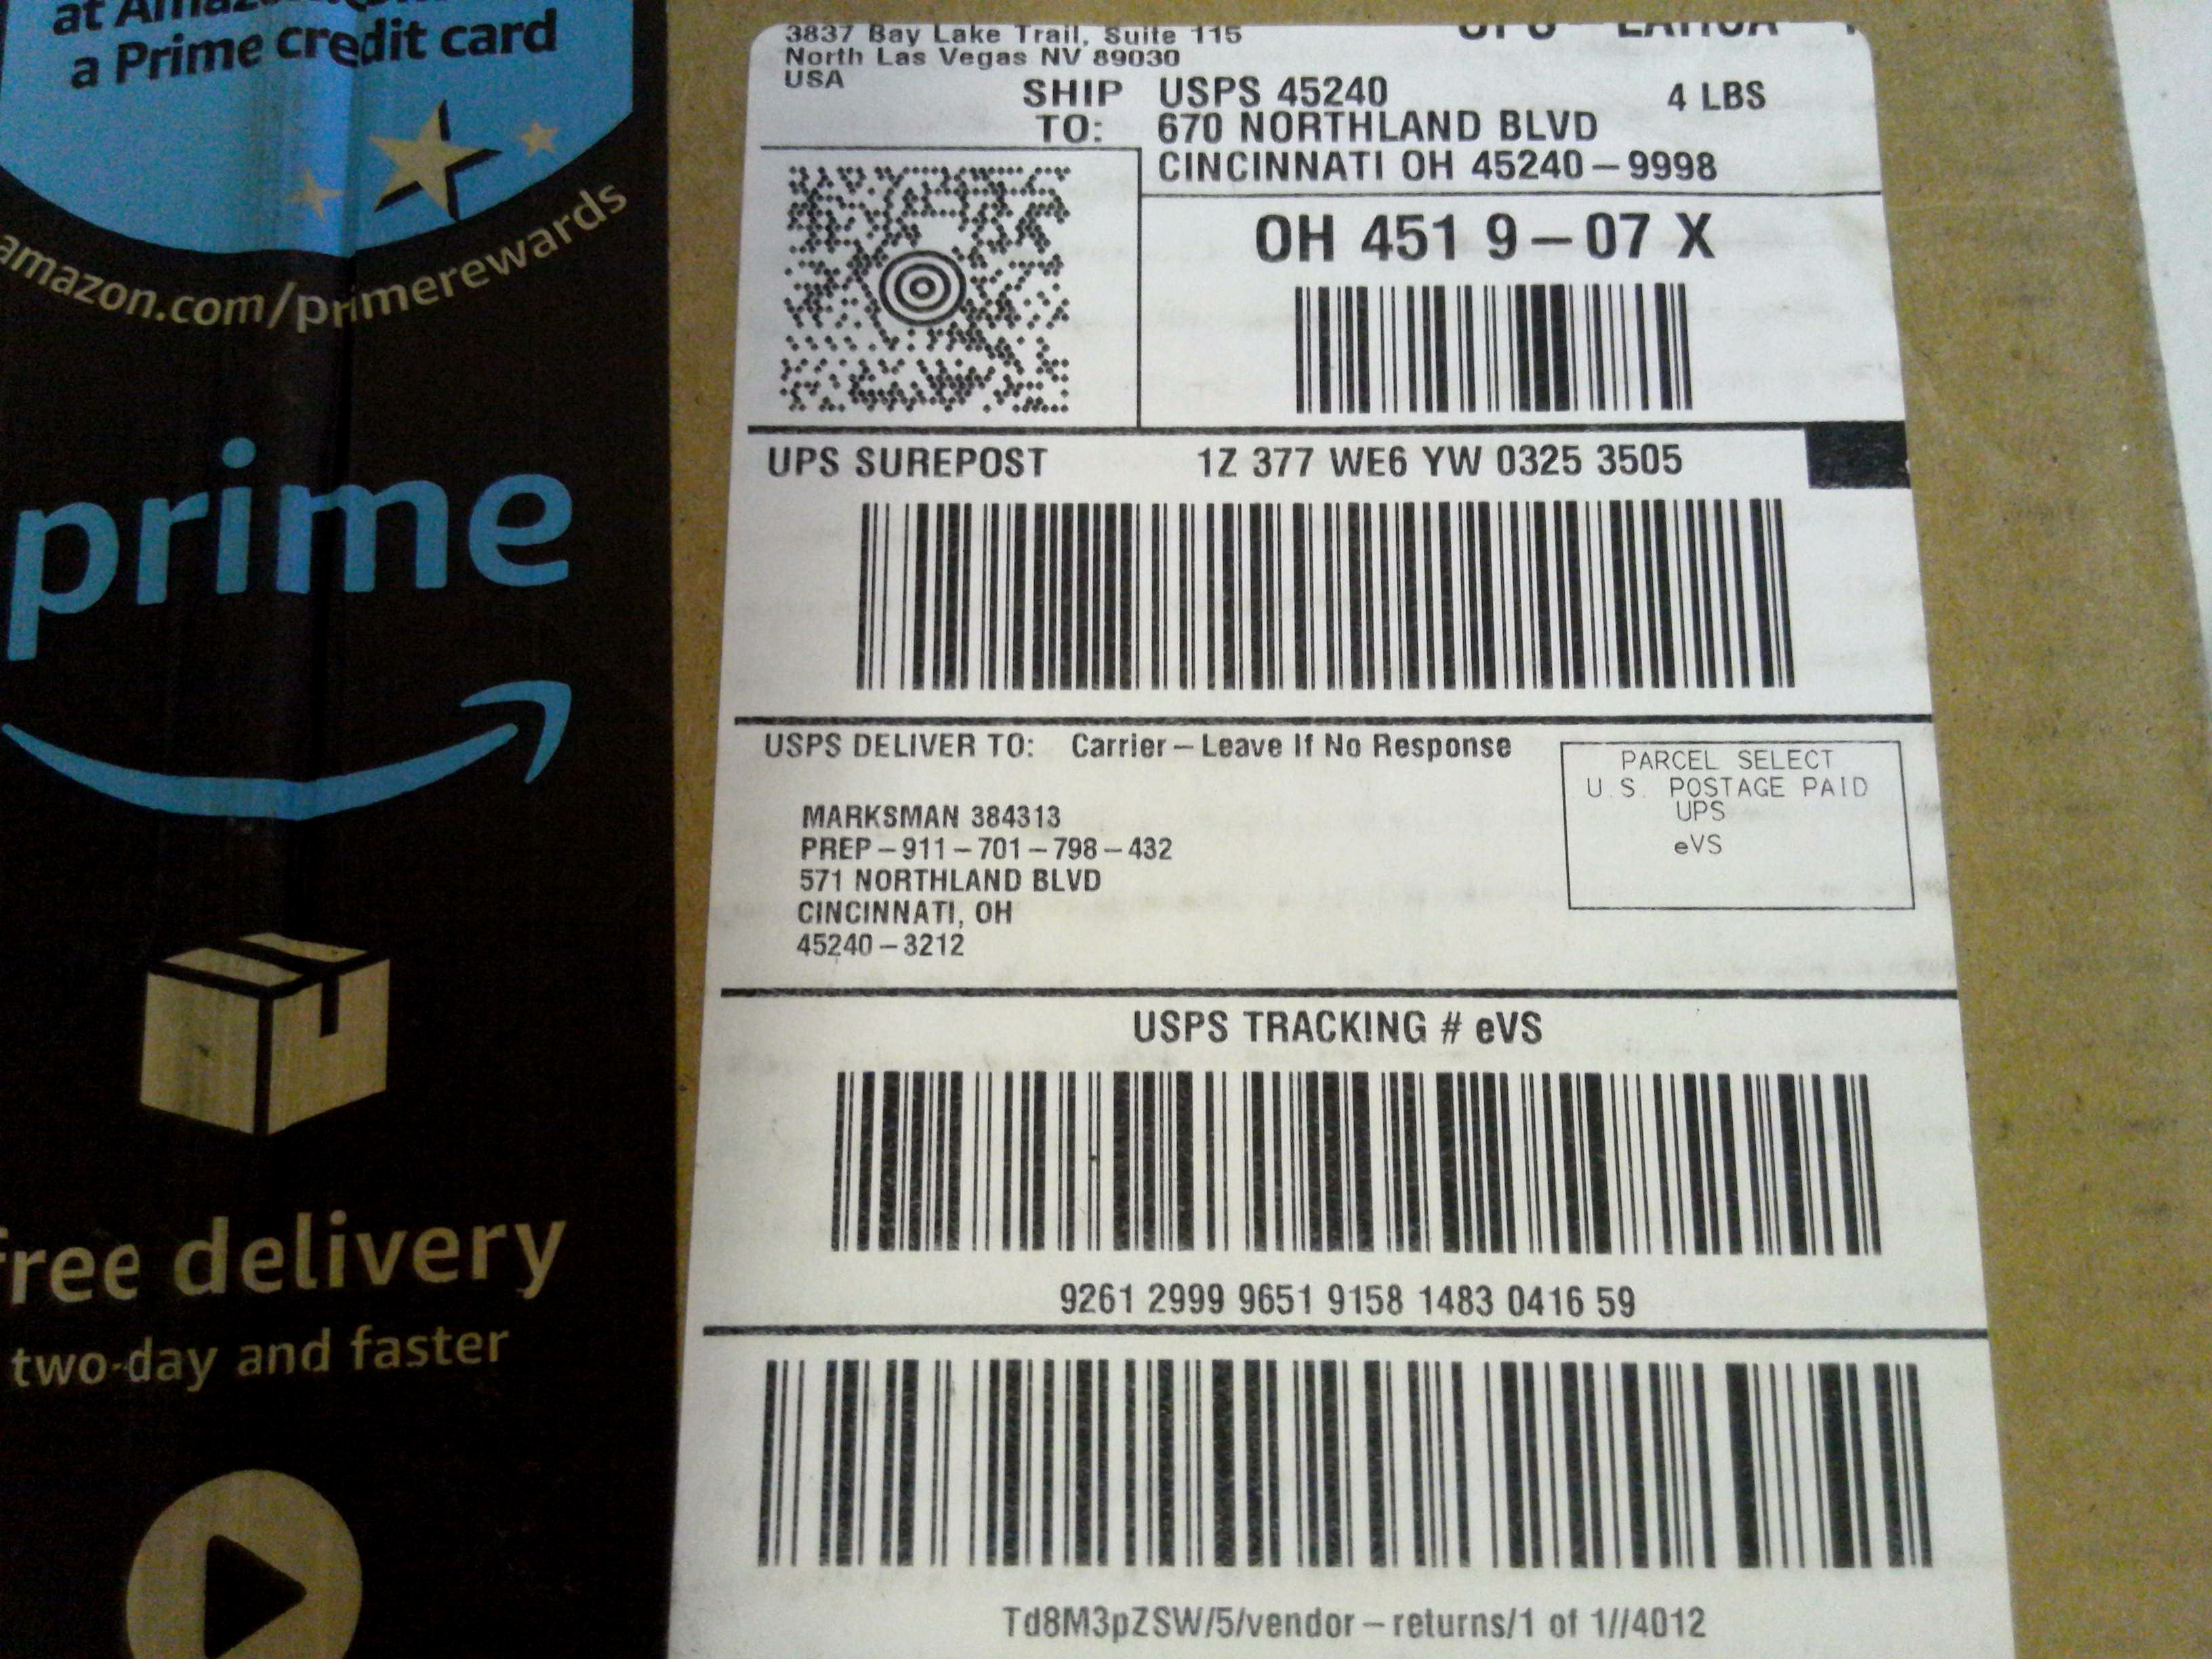 a Prime credit card
amazon.com/primerewards
prime
free delivery
two-day and faster
3837 Bay Lake Trail, Suite 115
North Las Vegas NV 89030
USA
SHIP TO:
USPS 45240
4 LBS
670 NORTHLAND BLVD
CINCINNATI OH 45240-9998
OH 451 9-07 X
UPS SUREPOST 1Z 377 WE6 YW 0325 3505
USPS DELIVER TO: Carrier-Leave If No Response
MARKSMAN 384313
PREP-911-701-798-432
571 NORTHLAND BLVD
CINCINNATI, OH
45240-3212
PARCEL SELECT
U.S. POSTAGE PAID
UPS
eVS
USPS TRACKING # eVS
9261 2999 9651 9158 1483 0416 59
Td8M3pZSW/5/vendor-returns/1 of 1//4012